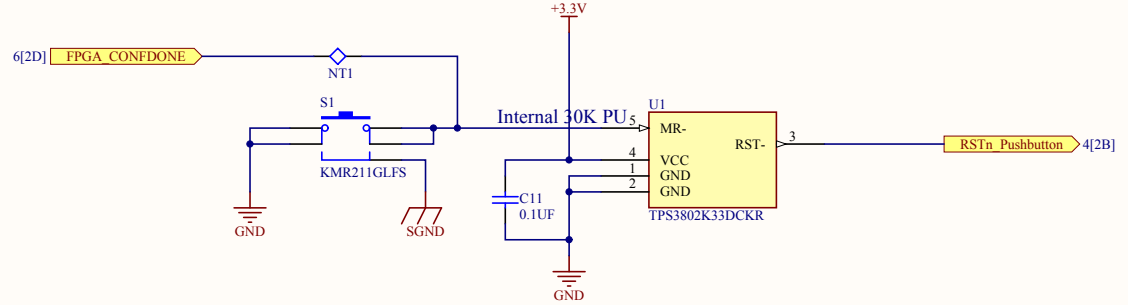 +3.3V
6[2D] FPGA_CONFDONE
NT1
S1
Internal 30K PU
U1
5 MR-
RST- 3
RSTn_Pushbutton 4[2B]
4 VCC
1 GND
2 GND
KMR211GLFS
C11
0.1UF
TPS3802K33DCKR
GND
SGND
GND